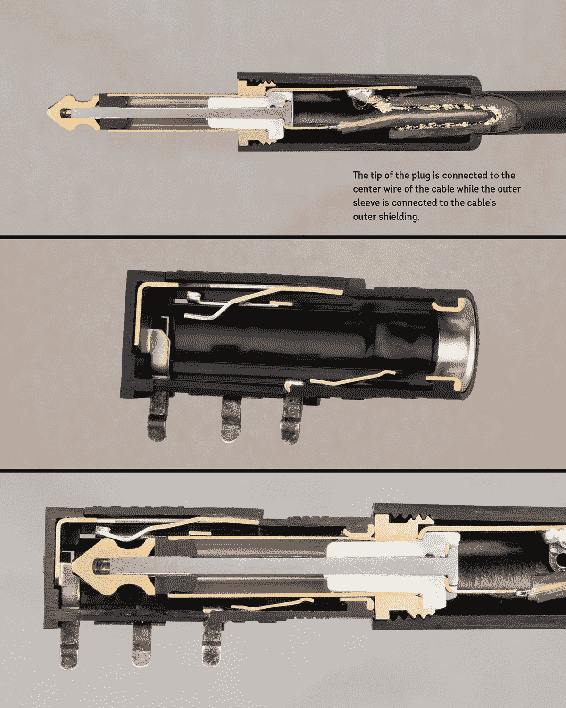 The tip of the plug is connected to the
center wire of the cable while the outer
sleeve is connected to the cable's
outer shielding.